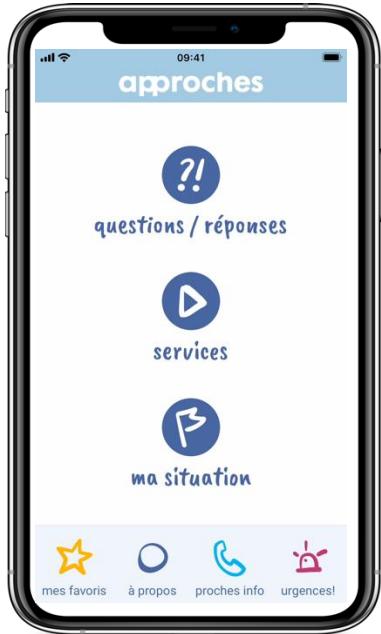 09:41
approches
?!
questions / réponses
services
ma situation
mes favoris à propos proches info urgences!